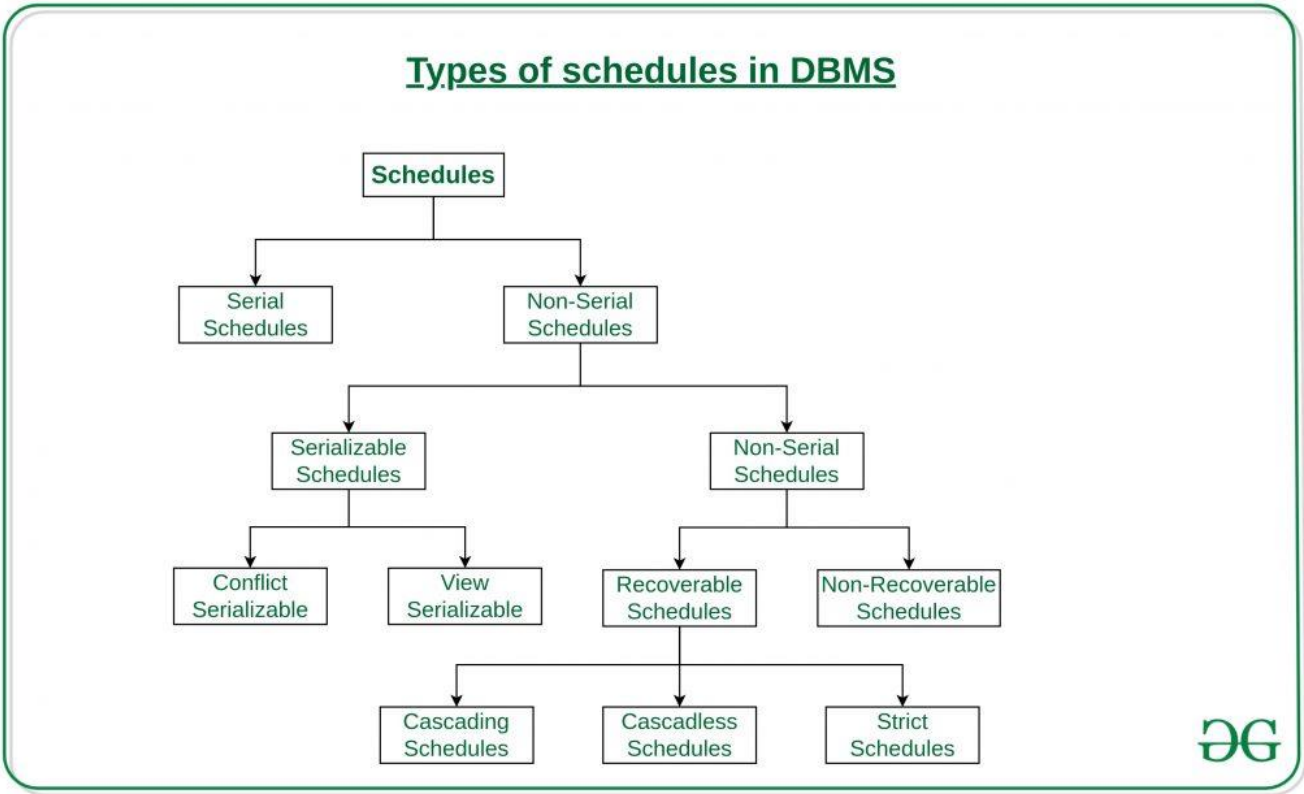 Types of schedules in DBMS
Schedules
Serial
Schedules
Non-Serial
Schedules
Serializable
Schedules
Non-Serial
Schedules
Conflict
Serializable
View
Serializable
Recoverable
Schedules
Non-Recoverable
Schedules
Cascading
Schedules
Cascadless
Schedules
Strict
Schedules